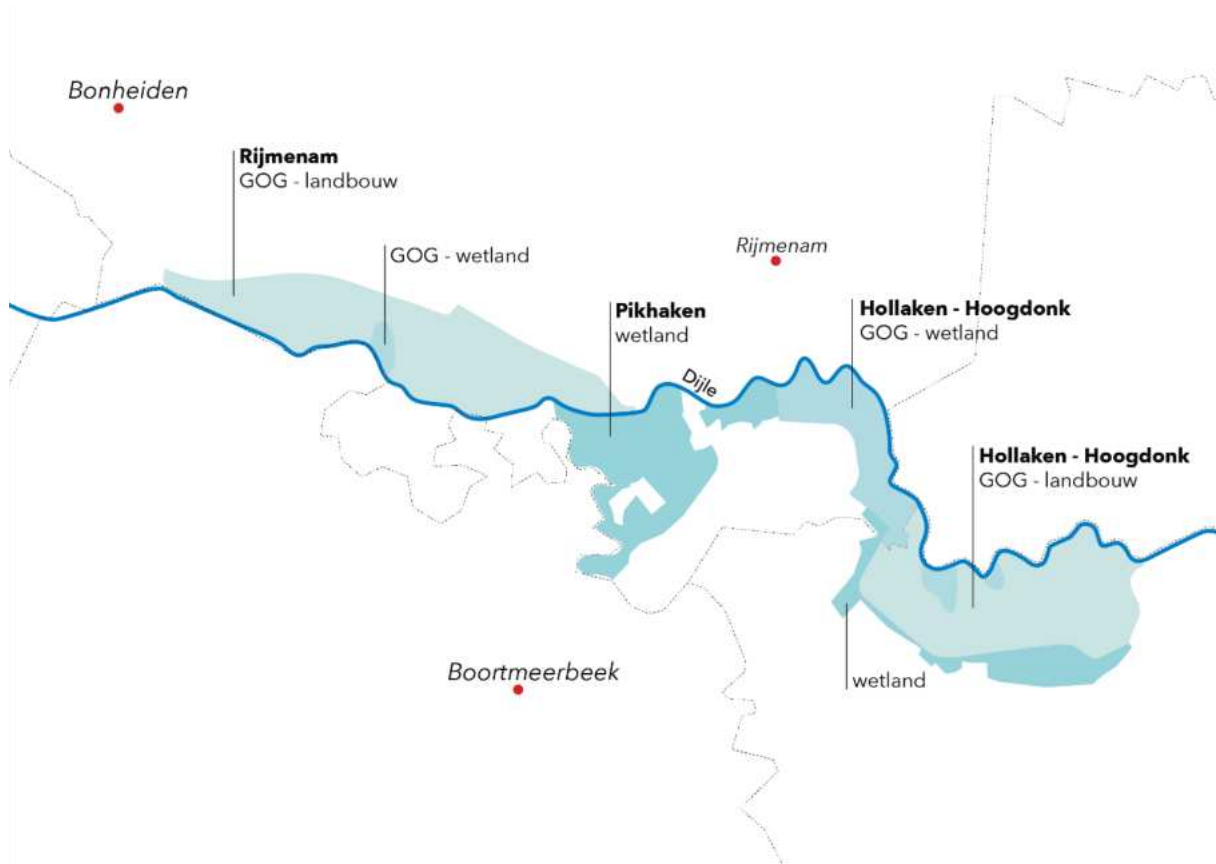 Bonheiden
Rijmenam
GOG - landbouw
GOG - wetland
Rijmenam
Pikhaken
wetland
Hollaken - Hoogdonk
GOG - wetland
Dijle
Hollaken - Hoogdonk
GOG - landbouw
Boortmeerbeek
wetland